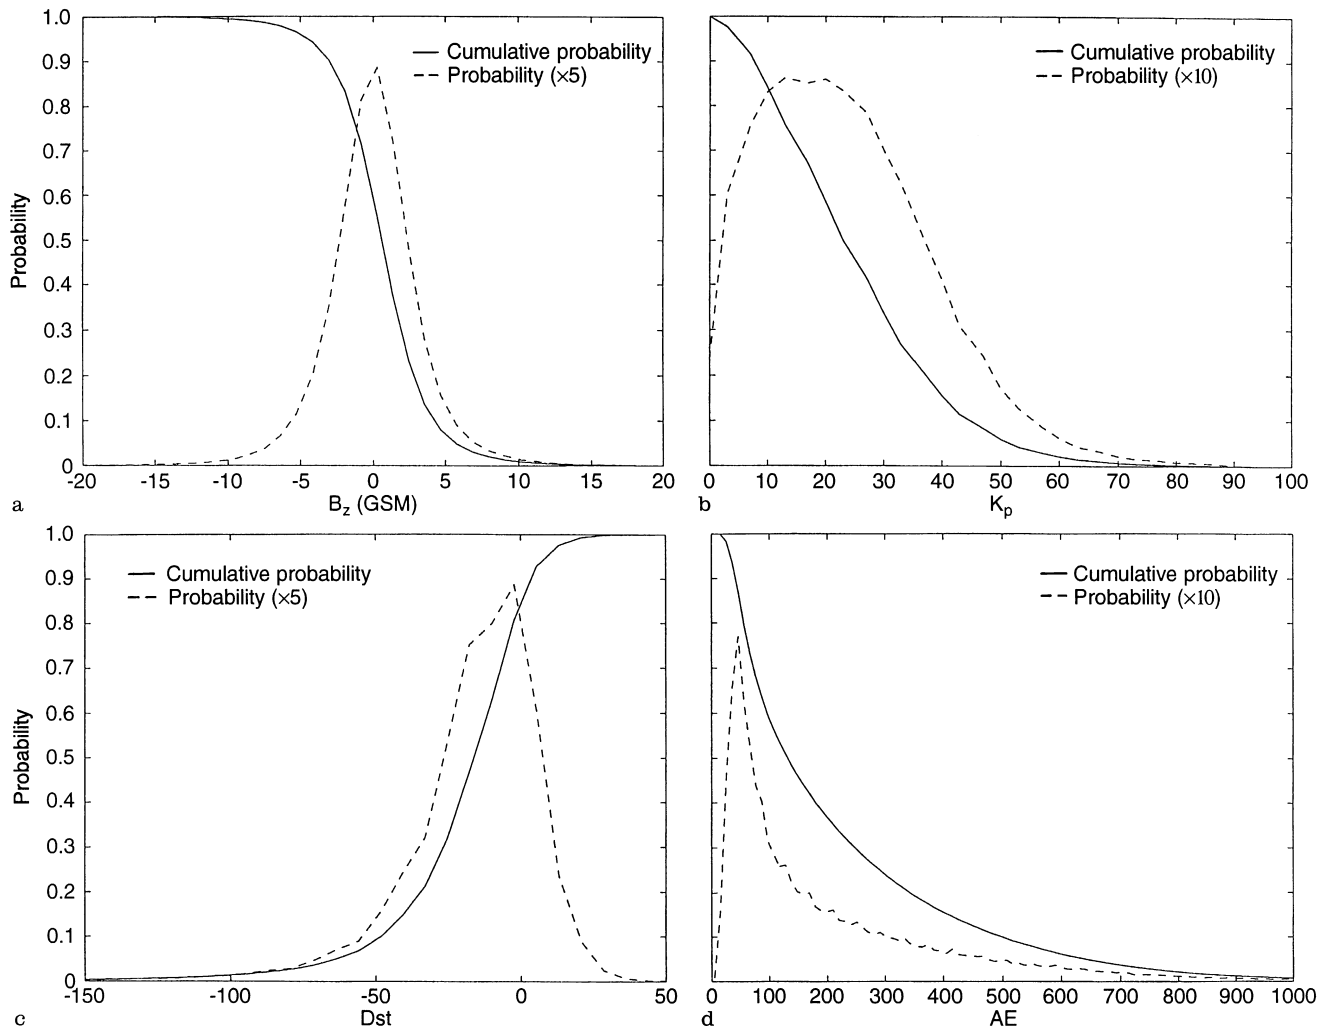 1.0
0.9
0.8
0.7
0.6
0.5
0.4
0.3
0.2
0.1
0
Probability
Cumulative probability
Probability (×5)
-20 -15 -10 -5 0 5 10 15 20
a
Bz (GSM)
Cumulative probability
Probability (×10)
0 10 20 30 40 50 60 70 80 90 100
b
Kp
1.0
0.9
0.8
0.7
0.6
0.5
0.4
0.3
0.2
0.1
0
Probability
Cumulative probability
Probability (×5)
-150 -100 -50 0 50
c
Dst
Cumulative probability
Probability (×10)
0 100 200 300 400 500 600 700 800 900 1000
d
AE